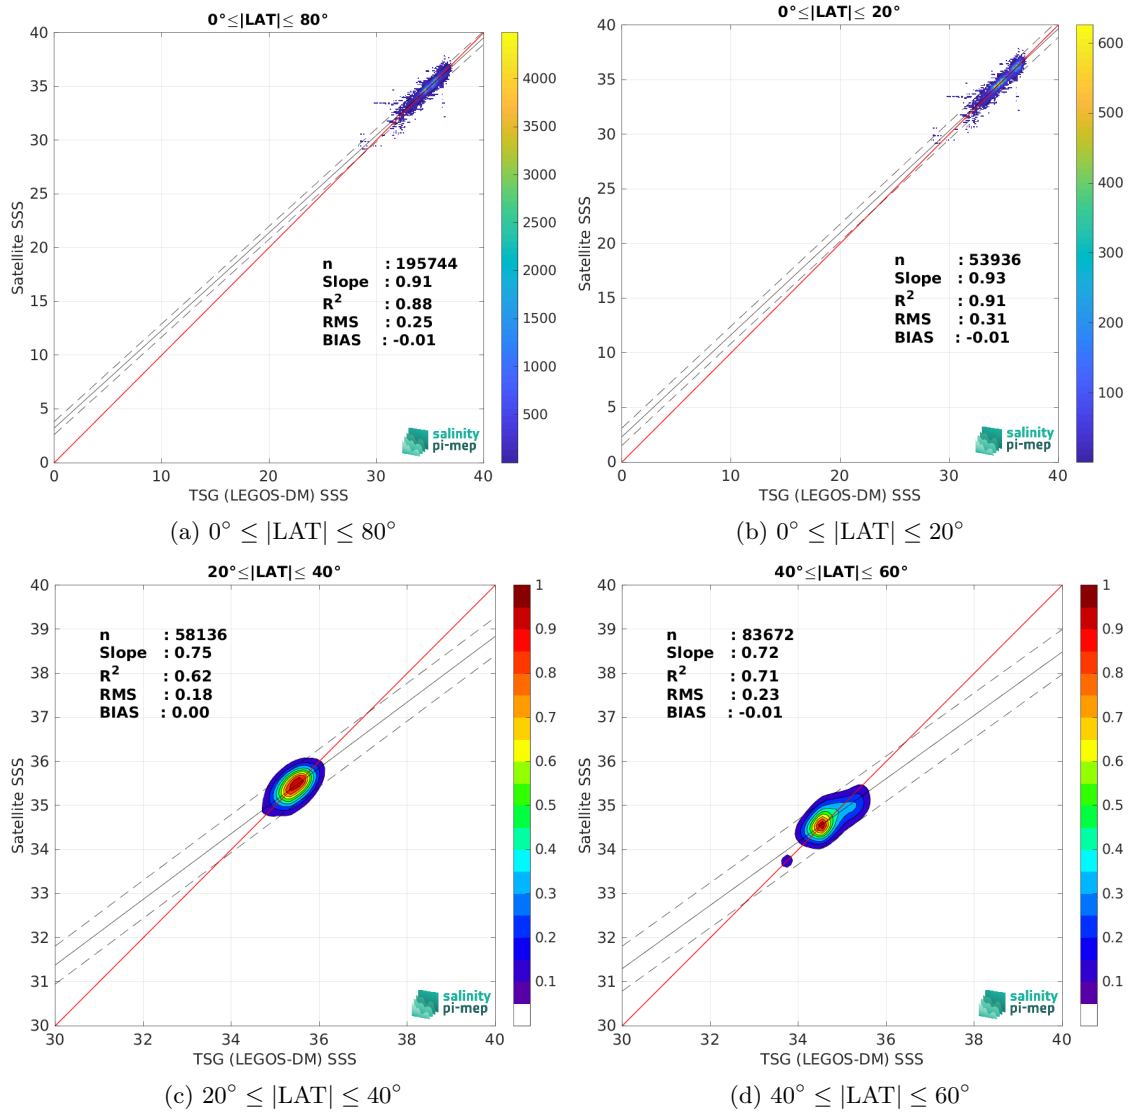 0°≤|LAT|≤ 80°
40
35
30
25
20
15
10
5
0
Satellite SSS
n : 195744
Slope : 0.91
R² : 0.88
RMS : 0.25
BIAS : -0.01
salinity
pi-mep
0 10 20 30 40
TSG (LEGOS-DM) SSS
4000
3500
3000
2500
2000
1500
1000
500
(a) 0° ≤ |LAT| ≤ 80°
0°≤|LAT|≤ 20°
40
35
30
25
20
15
10
5
0
Satellite SSS
n : 53936
Slope : 0.93
R² : 0.91
RMS : 0.31
BIAS : -0.01
salinity
pi-mep
0 10 20 30 40
TSG (LEGOS-DM) SSS
600
500
400
300
200
100
(b) 0° ≤ |LAT| ≤ 20°
20°≤|LAT|≤ 40°
40
39
38
37
36
35
34
33
32
31
30
Satellite SSS
n : 58136
Slope : 0.75
R² : 0.62
RMS : 0.18
BIAS : 0.00
salinity
pi-mep
30 32 34 36 38 40
TSG (LEGOS-DM) SSS
1
0.9
0.8
0.7
0.6
0.5
0.4
0.3
0.2
0.1
(c) 20° ≤ |LAT| ≤ 40°
40°≤|LAT|≤ 60°
40
39
38
37
36
35
34
33
32
31
30
Satellite SSS
n : 83672
Slope : 0.72
R² : 0.71
RMS : 0.23
BIAS : -0.01
salinity
pi-mep
30 32 34 36 38 40
TSG (LEGOS-DM) SSS
1
0.9
0.8
0.7
0.6
0.5
0.4
0.3
0.2
0.1
(d) 40° ≤ |LAT| ≤ 60°